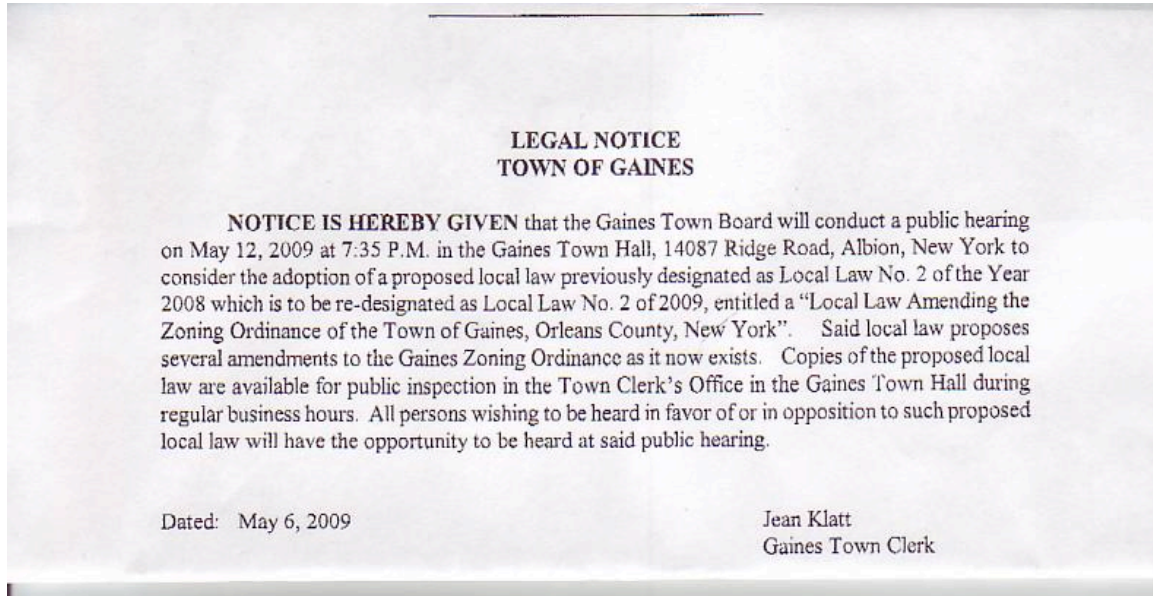 LEGAL NOTICE
TOWN OF GAINES
NOTICE IS HEREBY GIVEN that the Gaines Town Board will conduct a public hearing
on May 12, 2009 at 7:35 P.M. in the Gaines Town Hall, 14087 Ridge Road, Albion, New York to
consider the adoption of a proposed local law previously designated as Local Law No. 2 of the Year
2008 which is to be re-designated as Local Law No. 2 of 2009, entitled a “Local Law Amending the
Zoning Ordinance of the Town of Gaines, Orleans County, New York”. Said local law proposes
several amendments to the Gaines Zoning Ordinance as it now exists. Copies of the proposed local
law are available for public inspection in the Town Clerk’s Office in the Gaines Town Hall during
regular business hours. All persons wishing to be heard in favor of or in opposition to such proposed
local law will have the opportunity to be heard at said public hearing.
Dated: May 6, 2009
Jean Klatt
Gaines Town Clerk